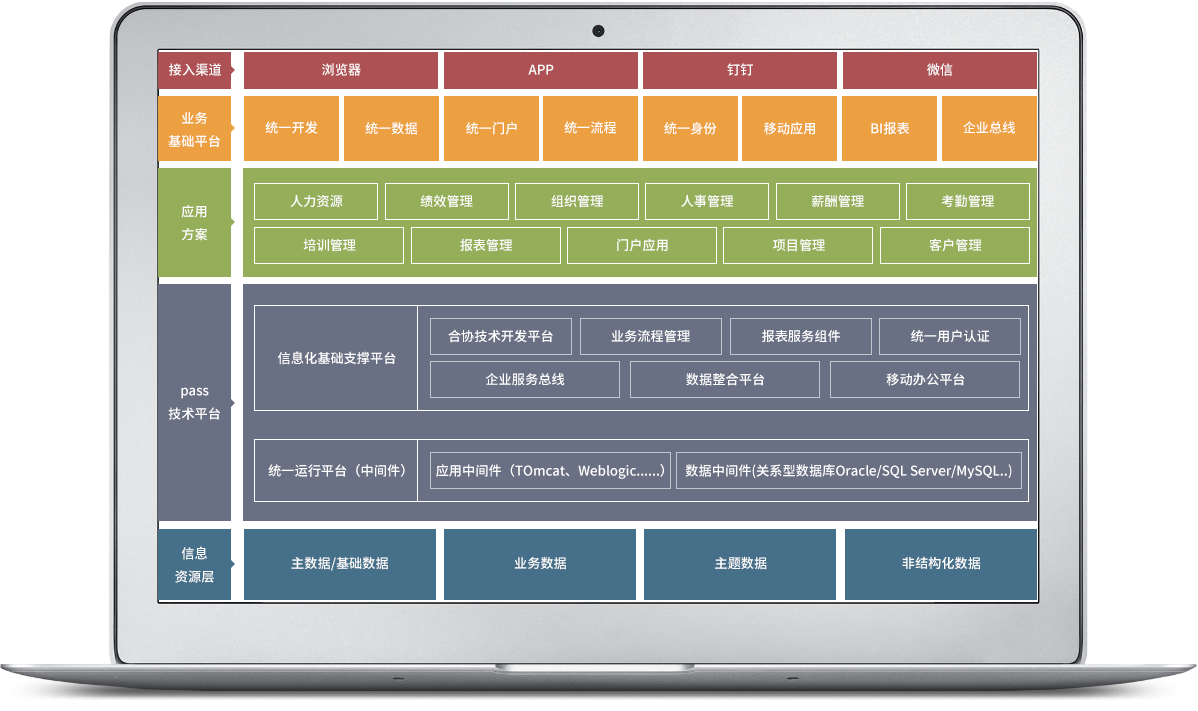 接入渠道
浏览器
APP
钉钉
微信
业务
基础平台
统一开发
统一数据
统一门户
统一流程
统一身份
移动应用
BI报表
企业总线
应用
方案
人力资源
绩效管理
组织管理
人事管理
薪酬管理
考勤管理
培训管理
报表管理
门户应用
项目管理
客户管理
pass
技术平台
信息化基础支撑平台
合协技术开发平台
业务流程管理
报表服务组件
统一用户认证
企业服务总线
数据整合平台
移动办公平台
统一运行平台（中间件）
应用中间件（TOmcat、Weblogic......）
数据中间件(关系型数据库Oracle/SQL Server/MySQL..)
信息
资源层
主数据/基础数据
业务数据
主题数据
非结构化数据